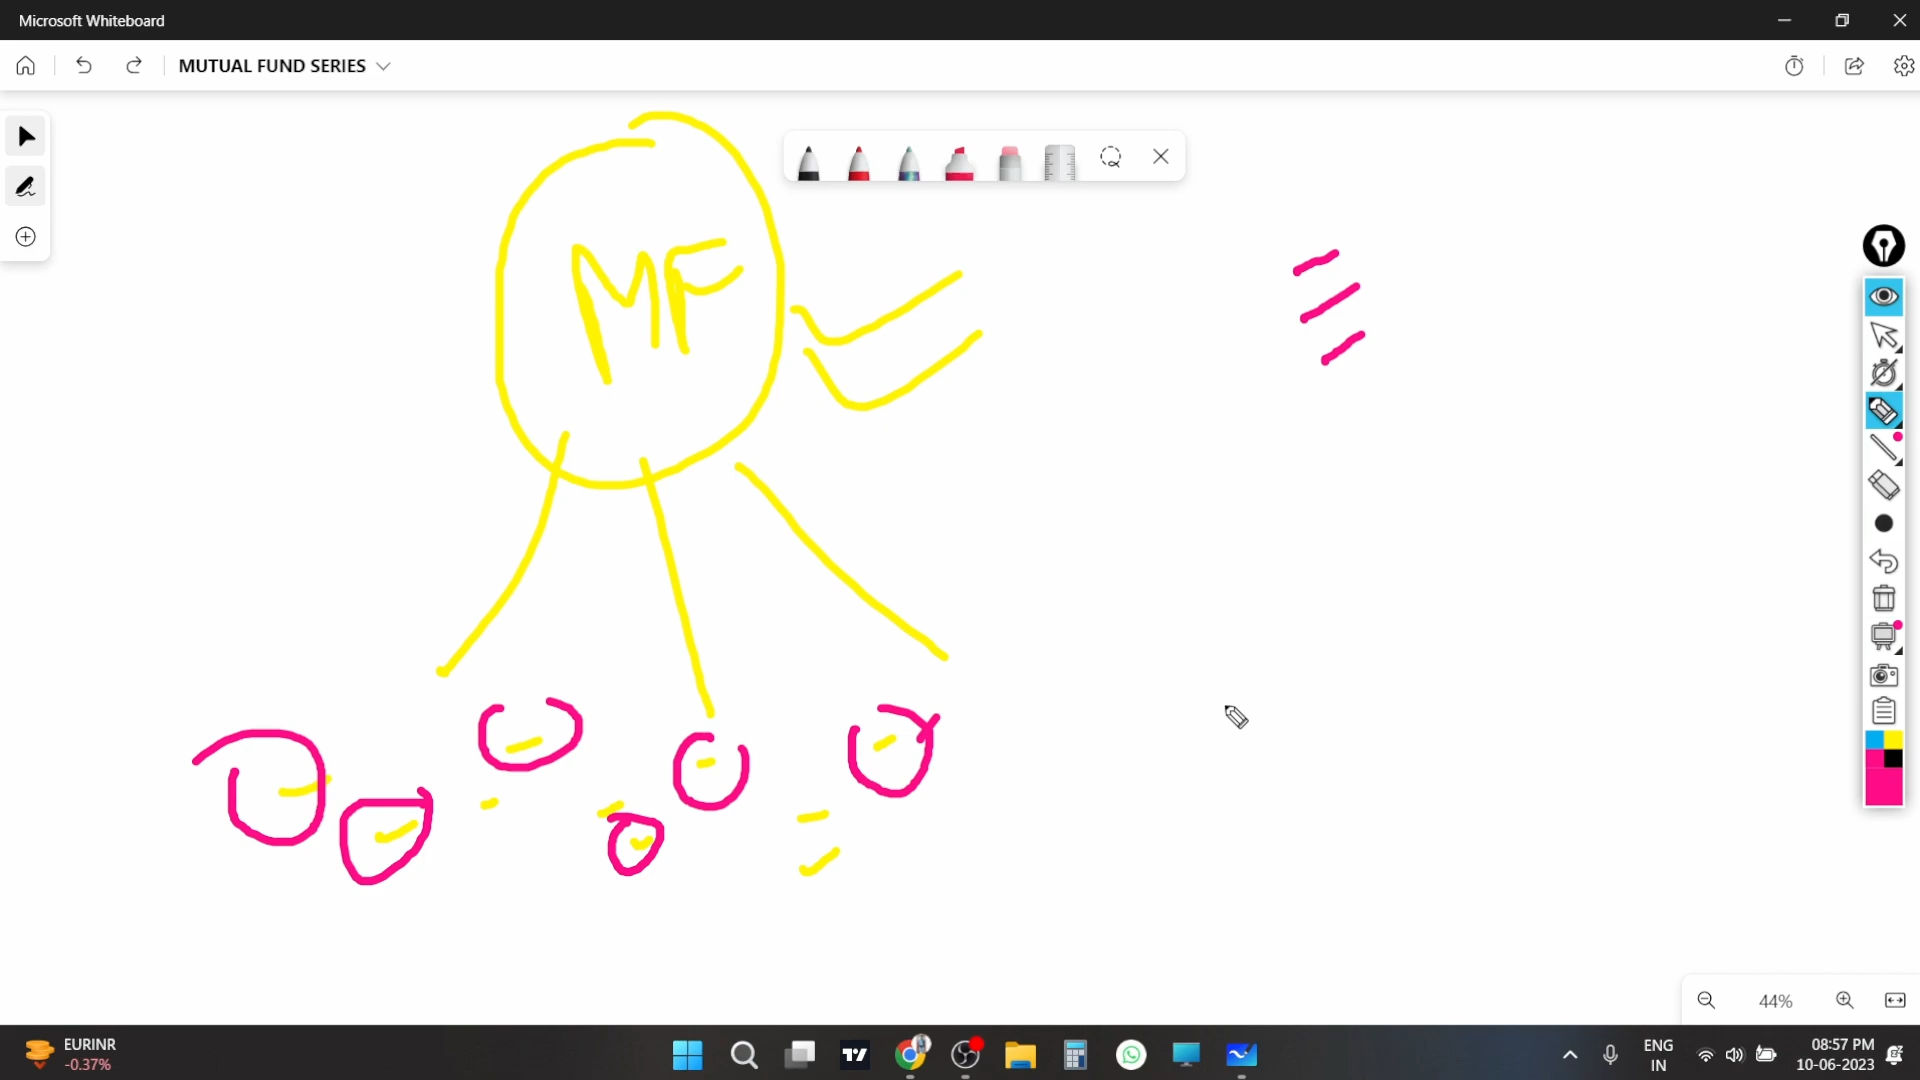 Microsoft Whiteboard
MUTUAL FUND SERIES
MF
44%
EURINR
-0.37%
ENG
IN
08:57 PM
10-06-2023